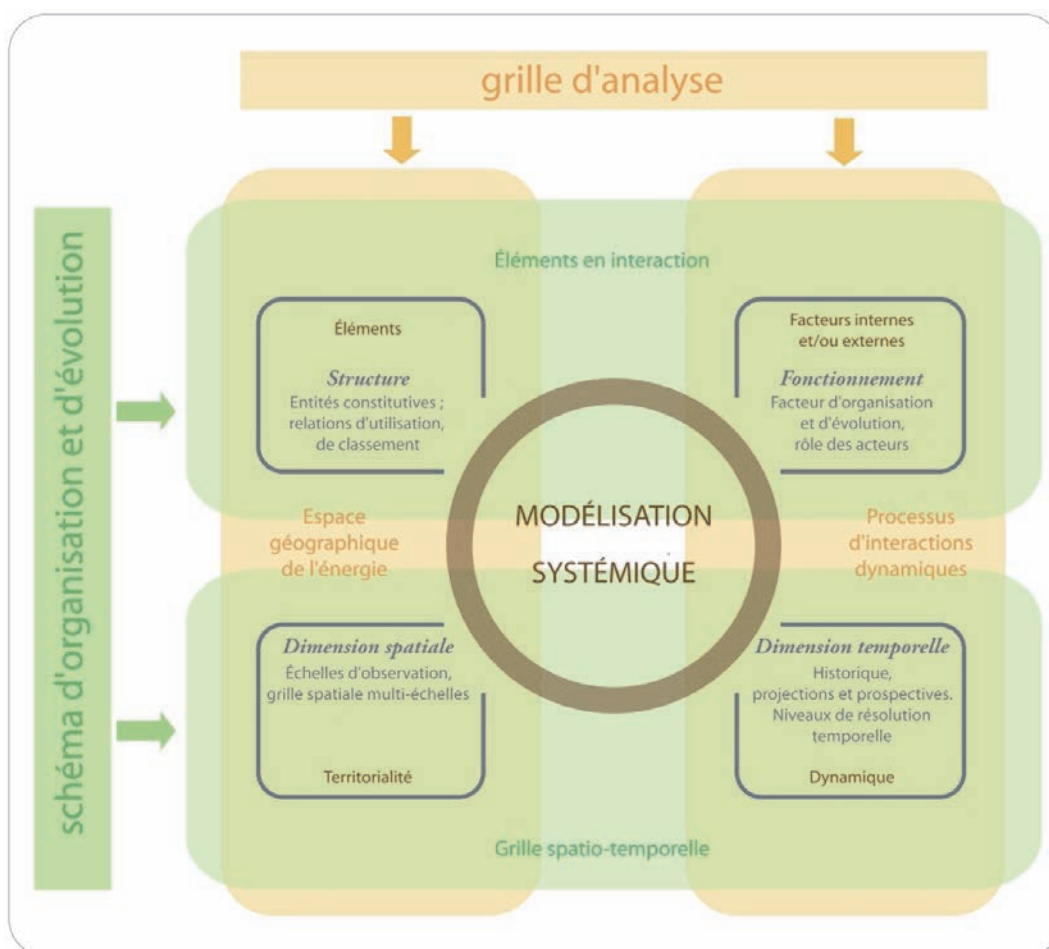 grille d'analyse
schéma d'organisation et d'évolution
Éléments en interaction
Éléments
Structure
Entités constitutives ;
relations d'utilisation,
de classement
Facteurs internes
et/ou externes
Fonctionnement
Facteur d'organisation
et d'évolution,
rôle des acteurs
Espace
géographique
de l'énergie
MODÉLISATION
SYSTÉMIQUE
Processus
d'interactions
dynamiques
Dimension spatiale
Échelles d'observation,
grille spatiale multi-échelles
Territorialité
Dimension temporelle
Historique,
projections et prospectives.
Niveaux de résolution
temporelle
Dynamique
Grille spatio-temporelle